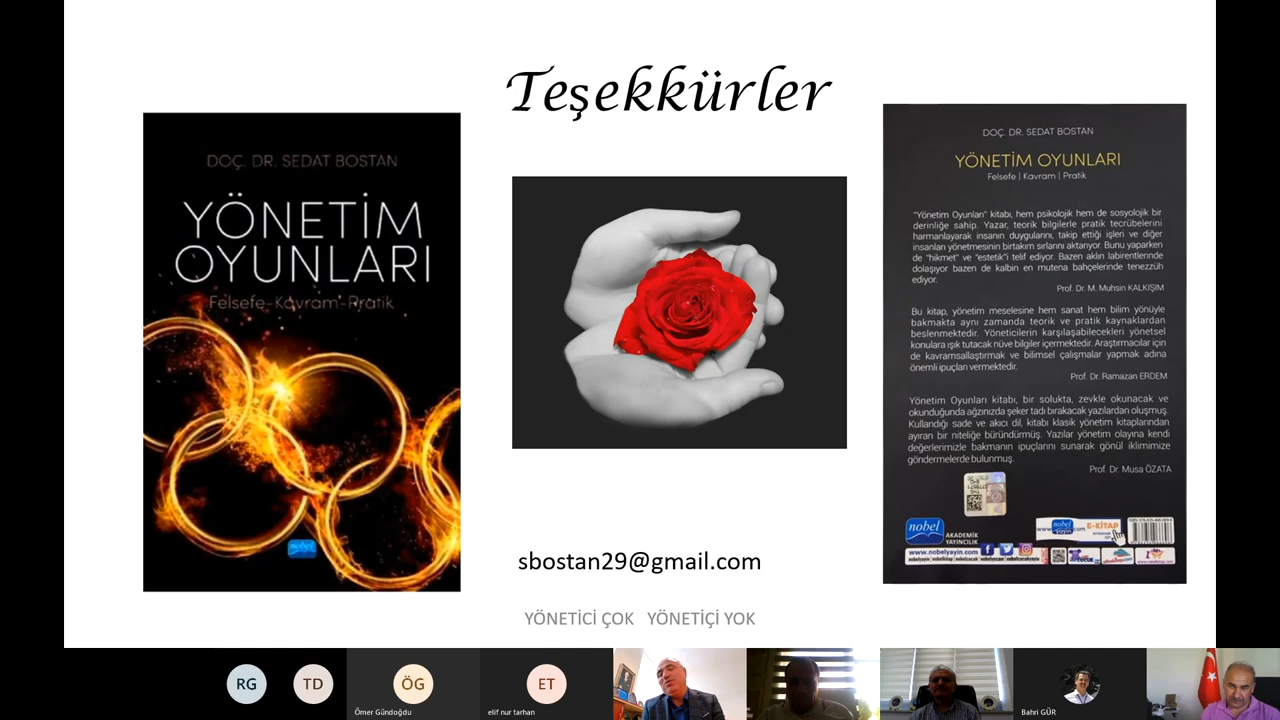 Teşekkürler
DOÇ. DR. SEDAT BOSTAN
YÖNETİM
OYUNLARI
Felsefe-Kavram-Pratik
nobel
sbostan29@gmail.com
YÖNETİCİ ÇOK YÖNETİÇİ YOK
DOÇ. DR. SEDAT BOSTAN
YÖNETİM OYUNLARI
Felsefe | Kavram | Pratik
"Yönetim Oyunları" kitabı, hem psikolojik hem de sosyolojik bir
derinliğe sahip. Yazar, teorik bilgilerle pratik tecrübelerini
harmanlayarak insanın duygularını, takip ettiği işleri ve diğer
insanları yönetmesinin birtakım sırlarını aktarıyor. Bunu yaparken
de "hikmet" ve "estetik"i telif ediyor. Bazen aklın labirentlerinde
dolaşıyor bazen de kalbin en mutena bahçelerinde tenezzüh
ediyor.
Prof. Dr. M. Muhsin KALKIŞIM
Bu kitap, yönetim meselesine hem sanat hem bilim yönüyle
bakmakta aynı zamanda teorik ve pratik kaynaklardan
beslenmektedir. Yöneticilerin karşılaşabilecekleri yönetsel
konulara ışık tutacak nüve bilgiler içermektedir. Araştırmacılar için
de kavramsallaştırmak ve bilimsel çalışmalar yapmak adına
önemli ipuçları vermektedir.
Prof. Dr. Ramazan ERDEM
Yönetim Oyunları kitabı, bir solukta, zevkle okunacak ve
okunduğunda ağzınızda şeker tadı bırakacak yazılardan oluşmuş.
Kullandığı sade ve akıcı dil, kitabı klasik yönetim kitaplarından
ayıran bir niteliğe büründürmüş. Yazılar yönetim olayına kendi
değerlerimizle bakmanın ipuçlarını sunarak gönül iklimimize
göndermelerde bulunmuş.
Prof. Dr. Musa ÖZATA
nobel
AKADEMİK
YAYINCILIK
E-KİTAP
www.nobelyayin.com
RG
TD
ÖG
ET
Ömer Gündoğdu
elif nur tarhan
Bahri GÜR